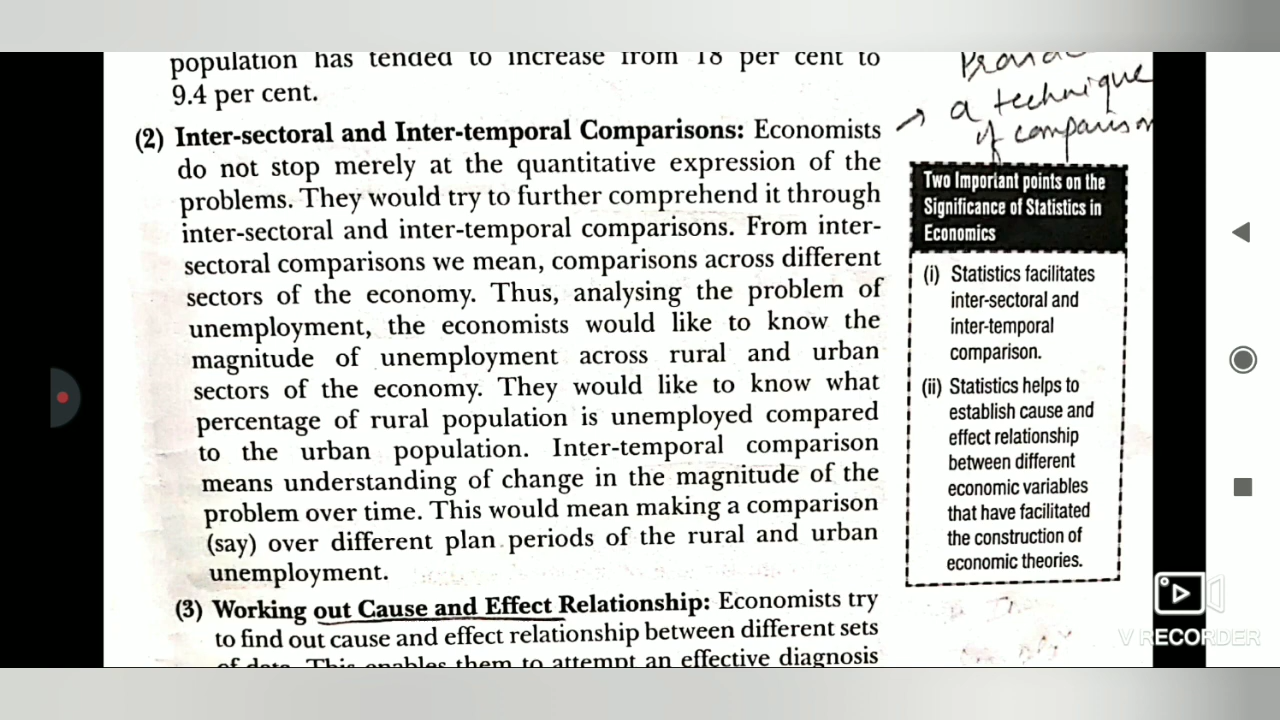 population has tended to increase from 18 per cent to
9.4 per cent.
(2) Inter-sectoral and Inter-temporal Comparisons: Economists
do not stop merely at the quantitative expression of the
problems. They would try to further comprehend it through
inter-sectoral and inter-temporal comparisons. From inter-
sectoral comparisons we mean, comparisons across different
sectors of the economy. Thus, analysing the problem of
unemployment, the economists would like to know the
magnitude of unemployment across rural and urban
sectors of the economy. They would like to know what
percentage of rural population is unemployed compared
to the urban population. Inter-temporal comparison
means understanding of change in the magnitude of the
problem over time. This would mean making a comparison
(say) over different plan periods of the rural and urban
unemployment.
(3) Working out Cause and Effect Relationship: Economists try
to find out cause and effect relationship between different sets
of data. This enables them to attempt an effective diagnosis
→ a technique
of comparison
Two Important points on the
Significance of Statistics in
Economics
(i) Statistics facilitates
inter-sectoral and
inter-temporal
comparison.
(ii) Statistics helps to
establish cause and
effect relationship
between different
economic variables
that have facilitated
the construction of
economic theories.
V RECORDER